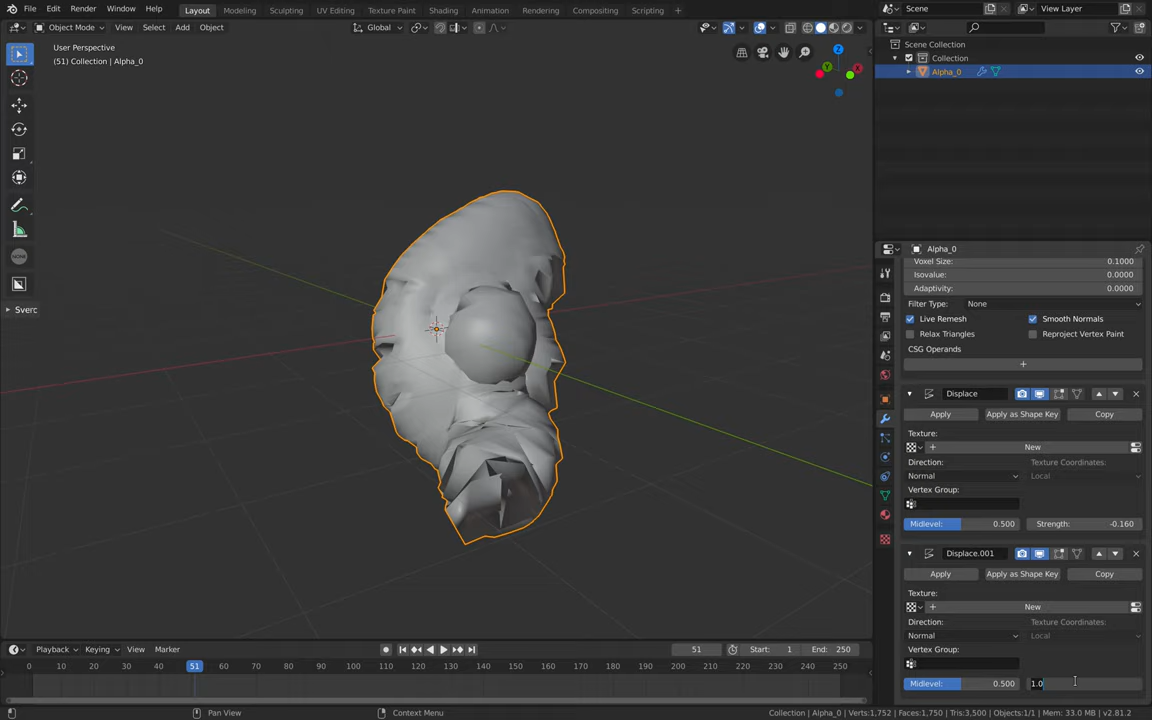 File Edit Render Window Help Layout Modeling Sculpting UV Editing Texture Paint Shading Animation Rendering Compositing Scripting + Scene View Layer
Object Mode View Select Add Object Global
User Perspective
(51) Collection | Alpha_0
Z
Y
X
NONE
Sverc
Scene Collection
Collection
Alpha_0
Alpha_0
Voxel Size: 0.1000
Isovalue: 0.0000
Adaptivity: 0.0000
Filter Type: None
Live Remesh Smooth Normals
Relax Triangles Reproject Vertex Paint
CSG Operands
+
Displace
Apply Apply as Shape Key Copy
Texture:
+ New
Direction: Texture Coordinates:
Normal Local
Vertex Group:
Midlevel: 0.500 Strength: -0.160
Displace.001
Apply Apply as Shape Key Copy
Texture:
+ New
Direction: Texture Coordinates:
Normal Local
Vertex Group:
Midlevel: 0.500 1.0
Playback Keying View Marker 51 Start: 1 End: 250
0 10 20 30 40 51 60 70 80 90 100 110 120 130 140 150 160 170 180 190 200 210 220 230 240 250
Pan View Context Menu Collection | Alpha_0 | Verts:1,752 | Faces:1,750 | Tris:3,500 | Objects:1/1 | Mem: 33.0 MB | v2.81.2